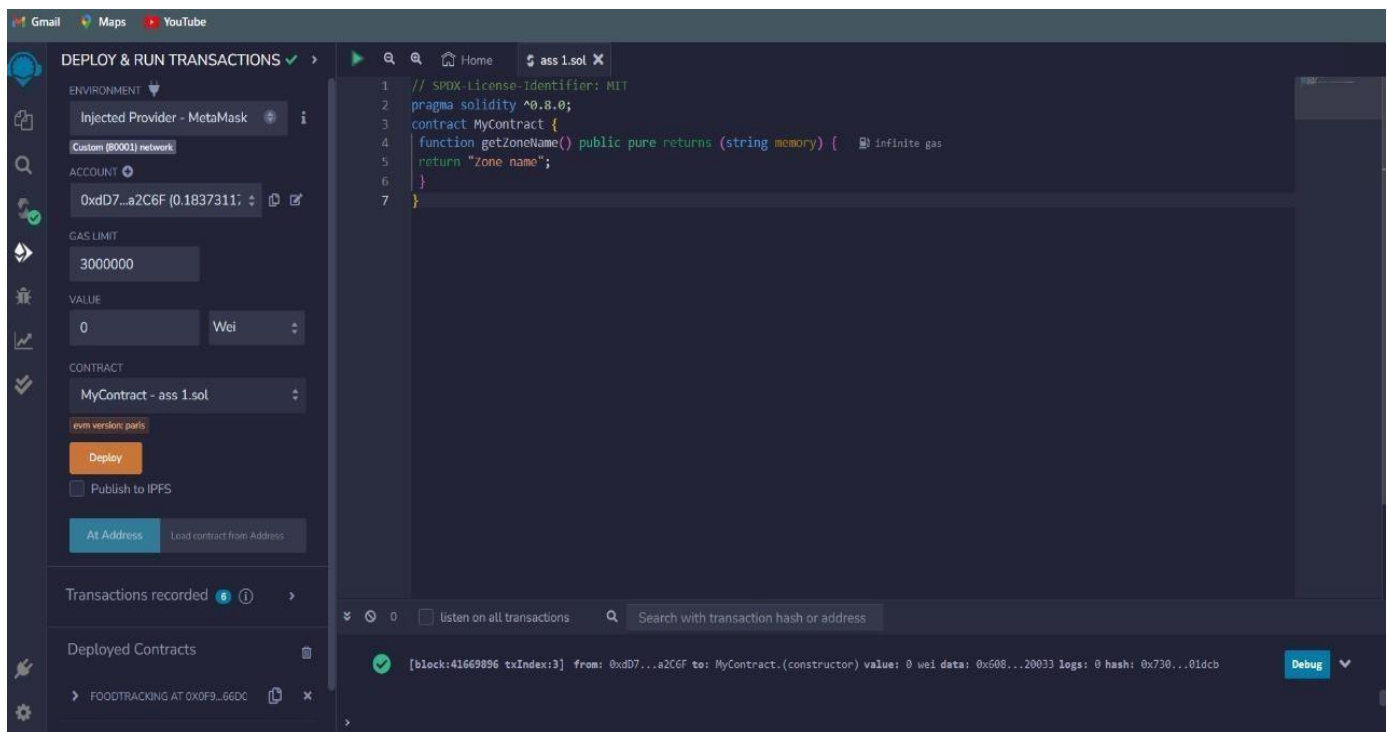 Gmail Maps YouTube
DEPLOY & RUN TRANSACTIONS
ENVIRONMENT
Injected Provider - MetaMask
Custom (80001) network
ACCOUNT
0xdD7...a2C6F (0.18373117
GAS LIMIT
3000000
VALUE
0 Wei
CONTRACT
MyContract - ass 1.sol
evm version: paris
Deploy
Publish to IPFS
At Address Load contract from Address
Transactions recorded 6
Deployed Contracts
FOODTRACKING AT 0X0F9...66DC
Home ass 1.sol
1 // SPDX-License-Identifier: MIT
2 pragma solidity ^0.8.0;
3 contract MyContract {
4 function getZoneName() public pure returns (string memory) { infinite gas
5 return "Zone name";
6 }
7 }
0 listen on all transactions Search with transaction hash or address
[block:41669896 txIndex:3] from: 0xdD7...a2C6F to: MyContract.(constructor) value: 0 wei data: 0x608...20033 logs: 0 hash: 0x730...01dcb Debug
>